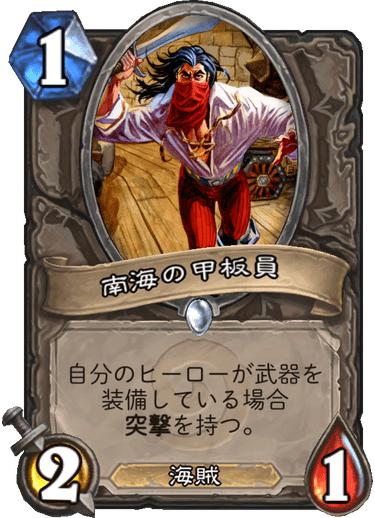 1
南海の甲板員
自分のヒーローが武器を
装備している場合
突撃を持つ。
2
海賊
1